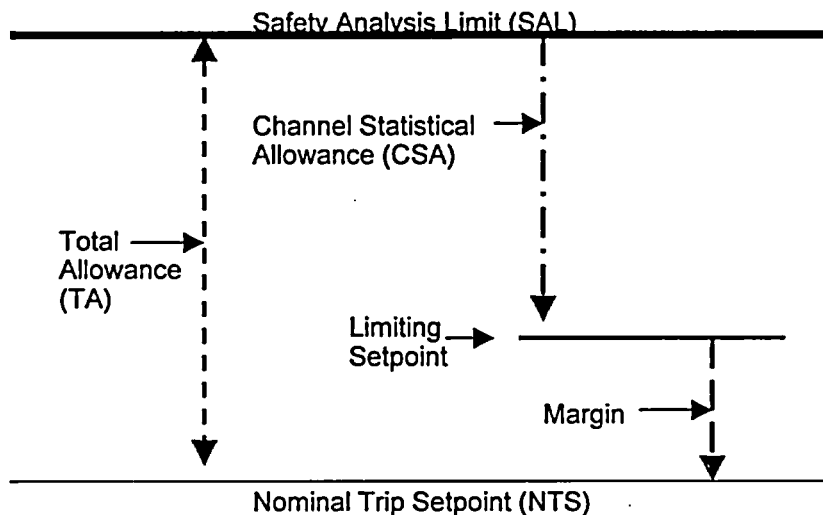 Safety Analysis Limit (SAL)
Channel Statistical
Allowance (CSA)
Total
Allowance
(TA)
Limiting
Setpoint
Margin
Nominal Trip Setpoint (NTS)